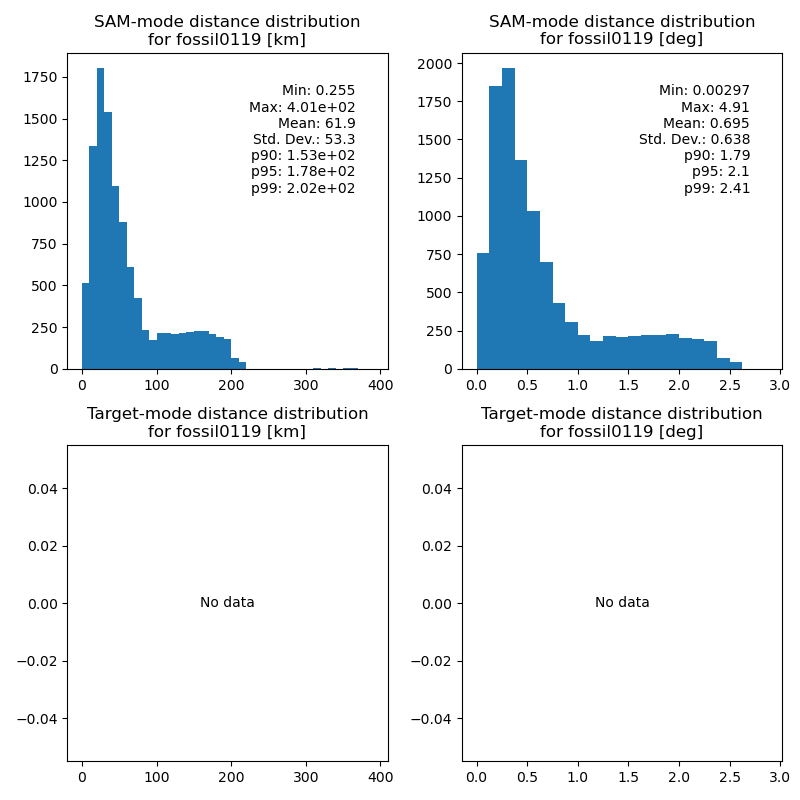 SAM-mode distance distribution
for fossil0119 [km]
1750
1500
1250
1000
750
500
250
0
0
100
200
300
400
Min: 0.255
Max: 4.01e+02
Mean: 61.9
Std. Dev.: 53.3
p90: 1.53e+02
p95: 1.78e+02
p99: 2.02e+02
SAM-mode distance distribution
for fossil0119 [deg]
2000
1750
1500
1250
1000
750
500
250
0
0.0
0.5
1.0
1.5
2.0
2.5
3.0
Min: 0.00297
Max: 4.91
Mean: 0.695
Std. Dev.: 0.638
p90: 1.79
p95: 2.1
p99: 2.41
Target-mode distance distribution
for fossil0119 [km]
0.04
0.02
0.00
−0.02
−0.04
0
100
200
300
400
No data
Target-mode distance distribution
for fossil0119 [deg]
0.04
0.02
0.00
−0.02
−0.04
0.0
0.5
1.0
1.5
2.0
2.5
3.0
No data